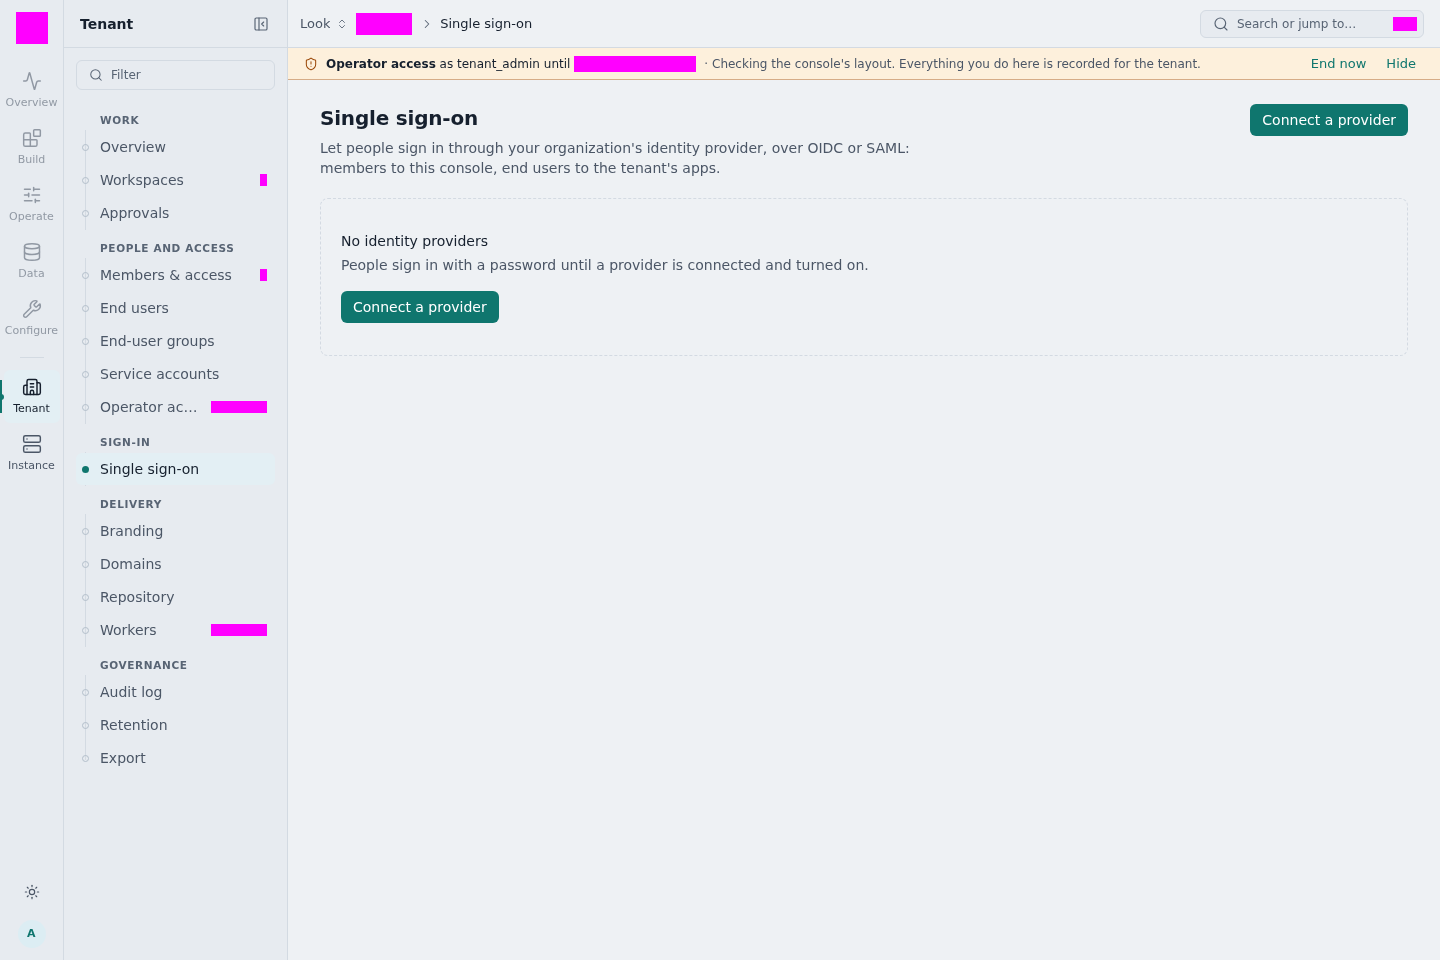 Overview
Build
Operate
Data
Configure
Tenant
Instance
A
Tenant
Filter
WORK
Overview
Workspaces
Approvals
PEOPLE AND ACCESS
Members & access
End users
End-user groups
Service accounts
Operator ac...
SIGN-IN
Single sign-on
DELIVERY
Branding
Domains
Repository
Workers
GOVERNANCE
Audit log
Retention
Export
Look
Single sign-on
Search or jump to...
Operator access as tenant_admin until · Checking the console's layout. Everything you do here is recorded for the tenant.
End now
Hide
Single sign-on
Connect a provider
Let people sign in through your organization's identity provider, over OIDC or SAML:
members to this console, end users to the tenant's apps.
No identity providers
People sign in with a password until a provider is connected and turned on.
Connect a provider